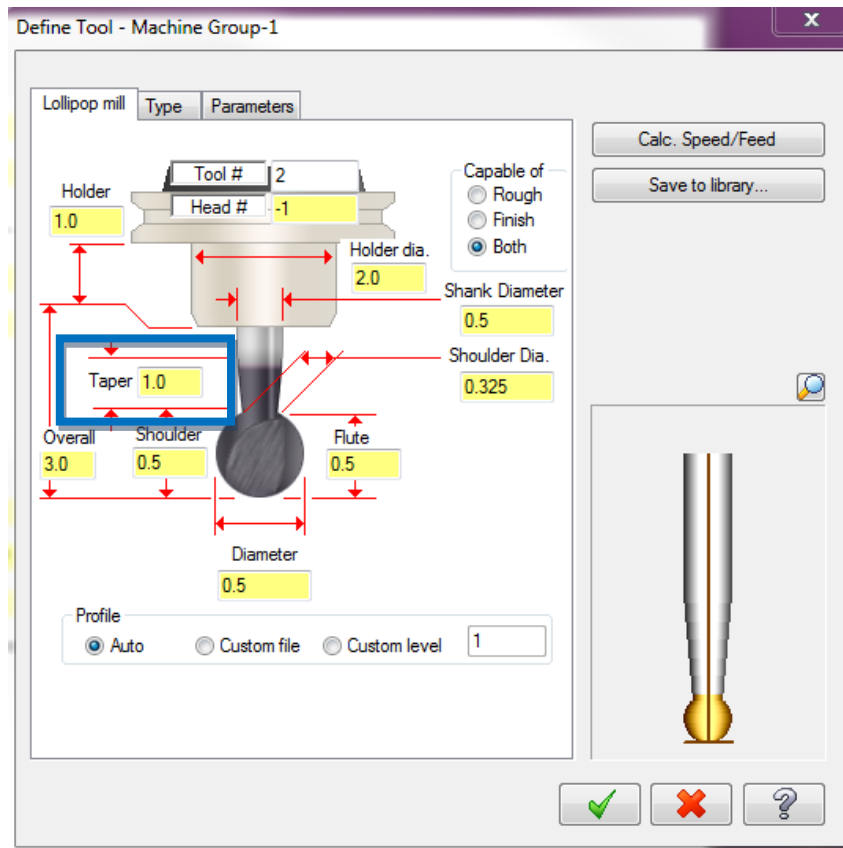 Define Tool - Machine Group-1
x
Lollipop mill Type Parameters
Calc. Speed/Feed
Save to library...
Tool # 2
Head # -1
Holder
1.0
Capable of
Rough
Finish
Both
Holder dia.
2.0
Shank Diameter
0.5
Shoulder Dia.
0.325
Taper 1.0
Overall
3.0
Shoulder
0.5
Flute
0.5
Diameter
0.5
Profile
Auto Custom file Custom level 1
?